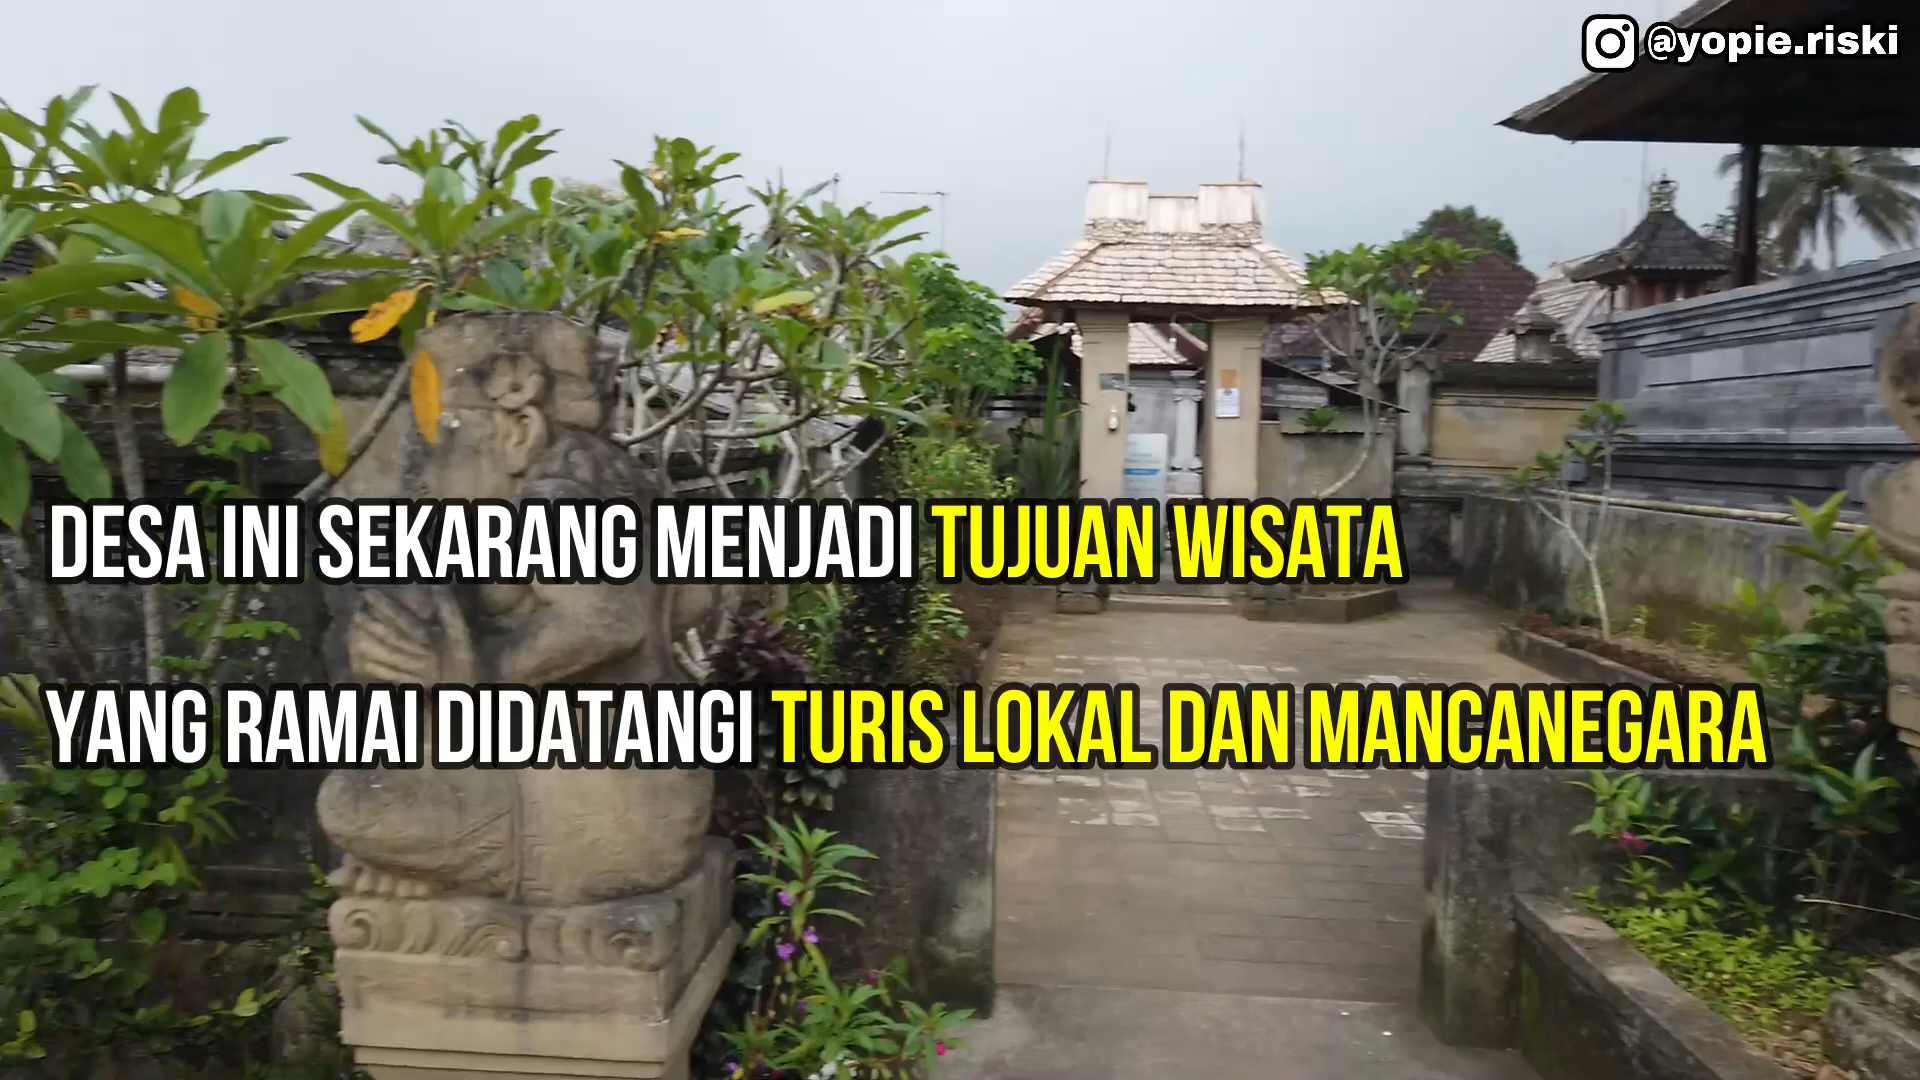 @yopie.riski
DESA INI SEKARANG MENJADI TUJUAN WISATA
YANG RAMAI DIDATANGI TURIS LOKAL DAN MANCANEGARA